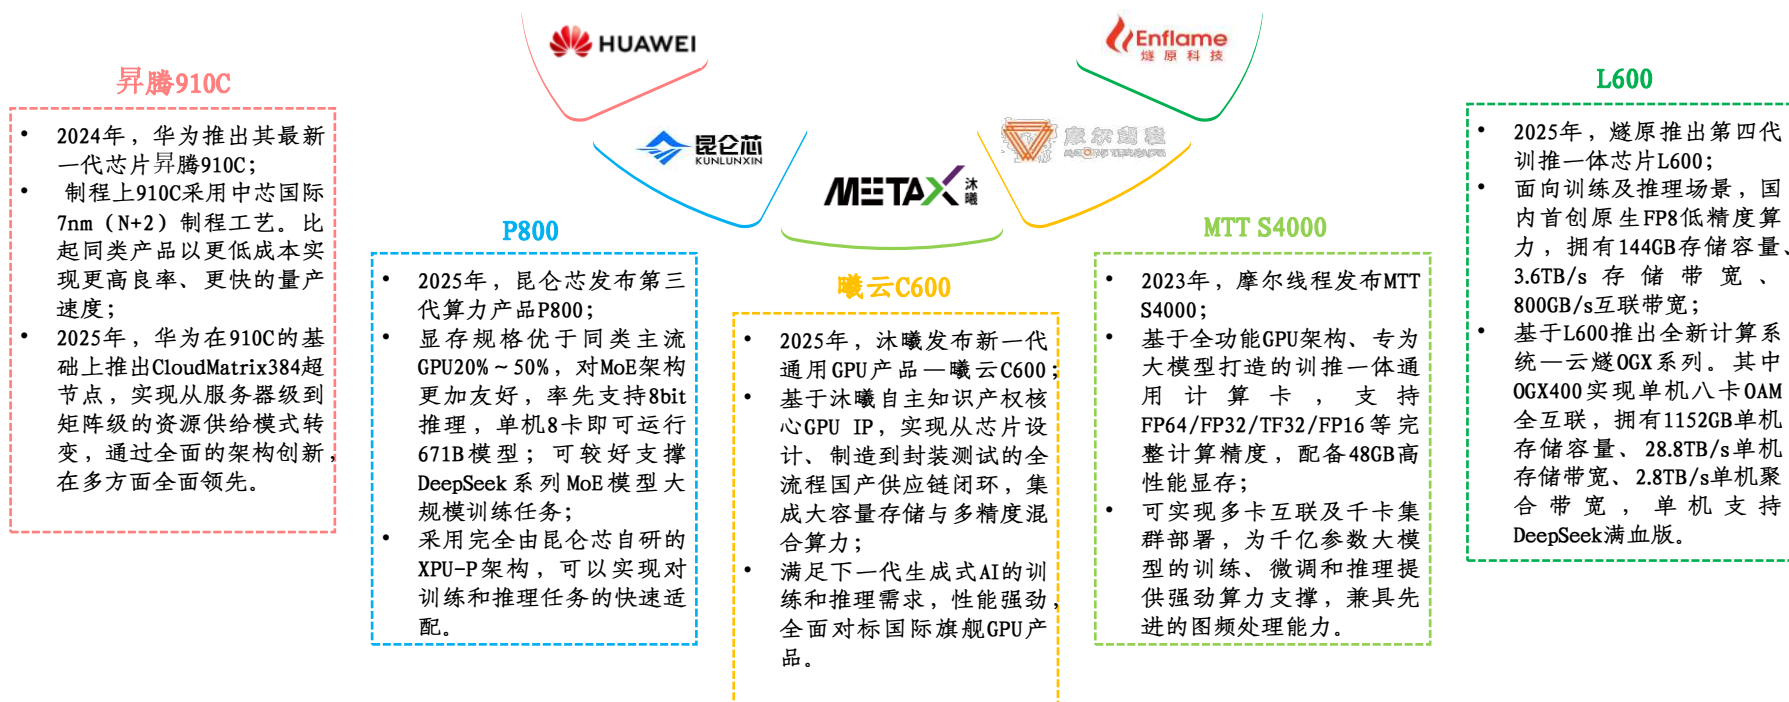 HUAWEI
Enflame
燧原科技
昆仑芯
KUNLUNXIN
摩尔线程
METAX 沐曦
昇腾910C
• 2024年，华为推出其最新
一代芯片昇腾910C；
• 制程上910C采用中芯国际
7nm（N+2）制程工艺。比
起同类产品以更低成本实
现更高良率、更快的量产
速度；
• 2025年，华为在910C的基
础上推出CloudMatrix384超
节点，实现从服务器级到
矩阵级的资源供给模式转
变，通过全面的架构创新，
在多方面全面领先。
P800
• 2025年，昆仑芯发布第三
代算力产品P800；
• 显存规格优于同类主流
GPU20%～50%，对MoE架构
更加友好，率先支持8bit
推理，单机8卡即可运行
671B模型；可较好支撑
DeepSeek系列MoE模型大
规模训练任务；
• 采用完全由昆仑芯自研的
XPU-P架构，可以实现对
训练和推理任务的快速适
配。
曦云C600
• 2025年，沐曦发布新一代
通用GPU产品—曦云C600；
• 基于沐曦自主知识产权核
心GPU IP，实现从芯片设
计、制造到封装测试的全
流程国产供应链闭环，集
成大容量存储与多精度混
合算力；
• 满足下一代生成式AI的训
练和推理需求，性能强劲，
全面对标国际旗舰GPU产
品。
MTT S4000
• 2023年，摩尔线程发布MTT
S4000；
• 基于全功能GPU架构、专为
大模型打造的训推一体通
用计算卡，支持
FP64/FP32/TF32/FP16等完
整计算精度，配备48GB高
性能显存；
• 可实现多卡互联及千卡集
群部署，为千亿参数大模
型的训练、微调和推理提
供强劲算力支撑，兼具先
进的图频处理能力。
L600
• 2025年，燧原推出第四代
训推一体芯片L600；
• 面向训练及推理场景，国
内首创原生FP8低精度算
力，拥有144GB存储容量、
3.6TB/s存储带宽、
800GB/s互联带宽；
• 基于L600推出全新计算系
统—云燧OGX系列。其中
OGX400实现单机八卡OAM
全互联，拥有1152GB单机
存储容量、28.8TB/s单机
存储带宽、2.8TB/s单机聚
合带宽，单机支持
DeepSeek满血版。